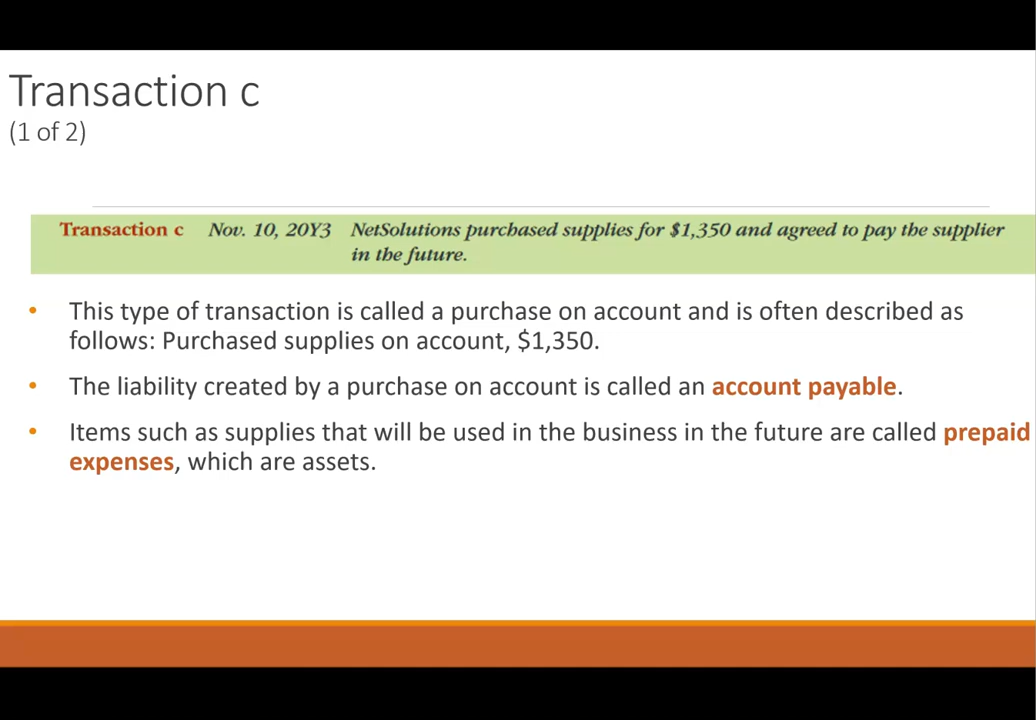 Transaction c
(1 of 2)
Transaction c Nov. 10, 20Y3 NetSolutions purchased supplies for $1,350 and agreed to pay the supplier
in the future.
• This type of transaction is called a purchase on account and is often described as
follows: Purchased supplies on account, $1,350.
• The liability created by a purchase on account is called an account payable.
• Items such as supplies that will be used in the business in the future are called prepaid
expenses, which are assets.